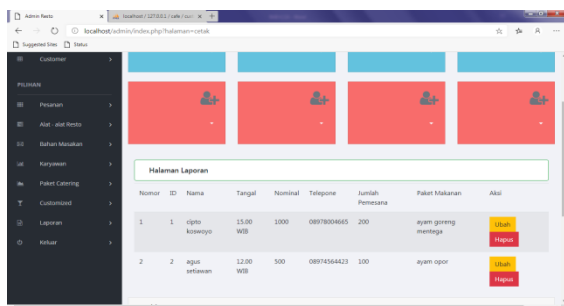 Admin Resto
localhost / 127.0.0.1 / cafe / cus
localhost/admin/index.php?halaman=cetak
Suggested Sites
Status
Customer
PILIHAN
Pesanan
Alat - alat Resto
Bahan Masakan
Karyawan
Paket Catering
Customized
Laporan
Keluar
Halaman Laporan
Nomor ID Nama Tangal Nominal Telepone Jumlah Pemesana Paket Makanan Aksi
1 1 cipto koswoyo 15.00 WIB 1000 08978004665 200 ayam goreng mentega Ubah
Hapus
2 2 agus setiawan 12.00 WIB 500 08974564423 100 ayam opor Ubah
Hapus